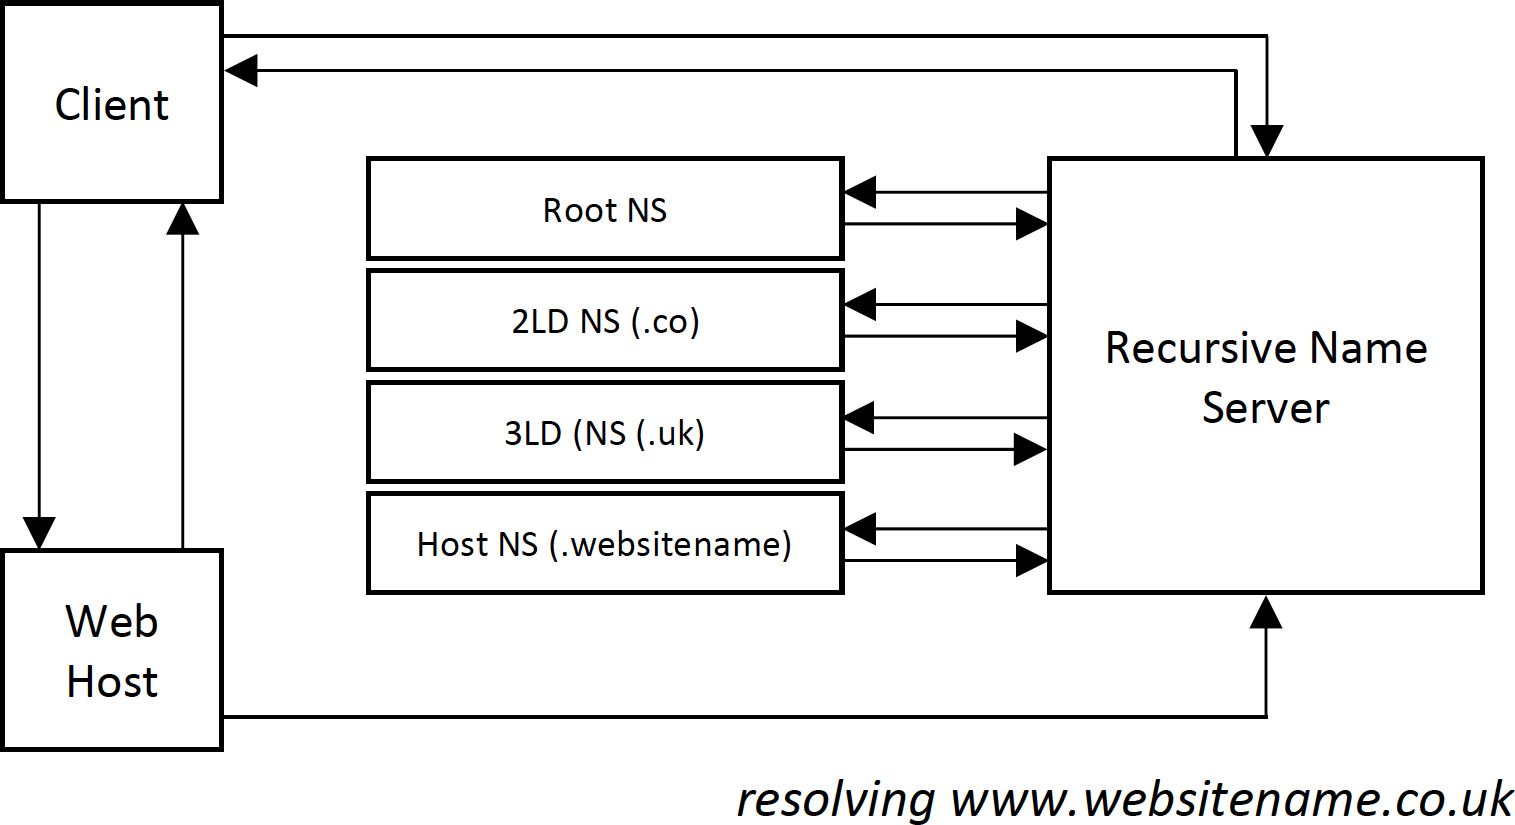 Client
Root NS
2LD NS (.co)
3LD (NS (.uk)
Host NS (.websitename)
Recursive Name
Server
Web
Host
resolving www.websitename.co.uk